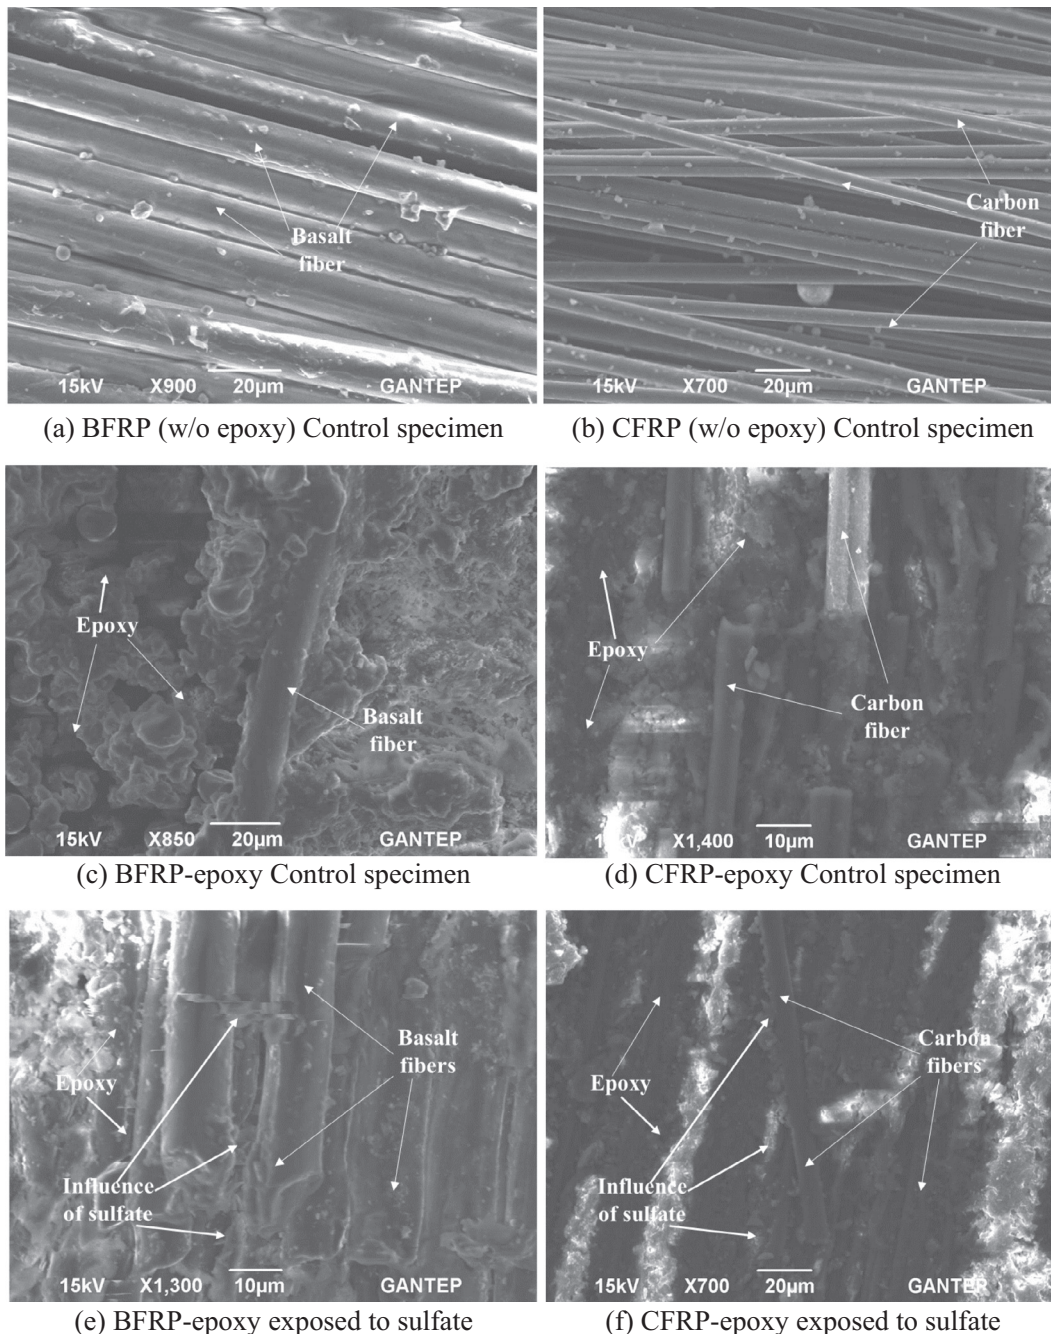 Basalt
fiber
15kV X900 20µm GANTEP
Carbon
fiber
15kV X700 20µm GANTEP
(a) BFRP (w/o epoxy) Control specimen
(b) CFRP (w/o epoxy) Control specimen
Epoxy
Basalt
fiber
15kV X850 20µm GANTEP
Epoxy
Carbon
fiber
X1,400 10µm GANTEP
(c) BFRP-epoxy Control specimen
(d) CFRP-epoxy Control specimen
Epoxy
Basalt
fibers
Influence
of sulfate
15kV X1,300 10µm GANTEP
Epoxy
Carbon
fibers
Influence
of sulfate
15kV X700 20µm GANTEP
(e) BFRP-epoxy exposed to sulfate
(f) CFRP-epoxy exposed to sulfate